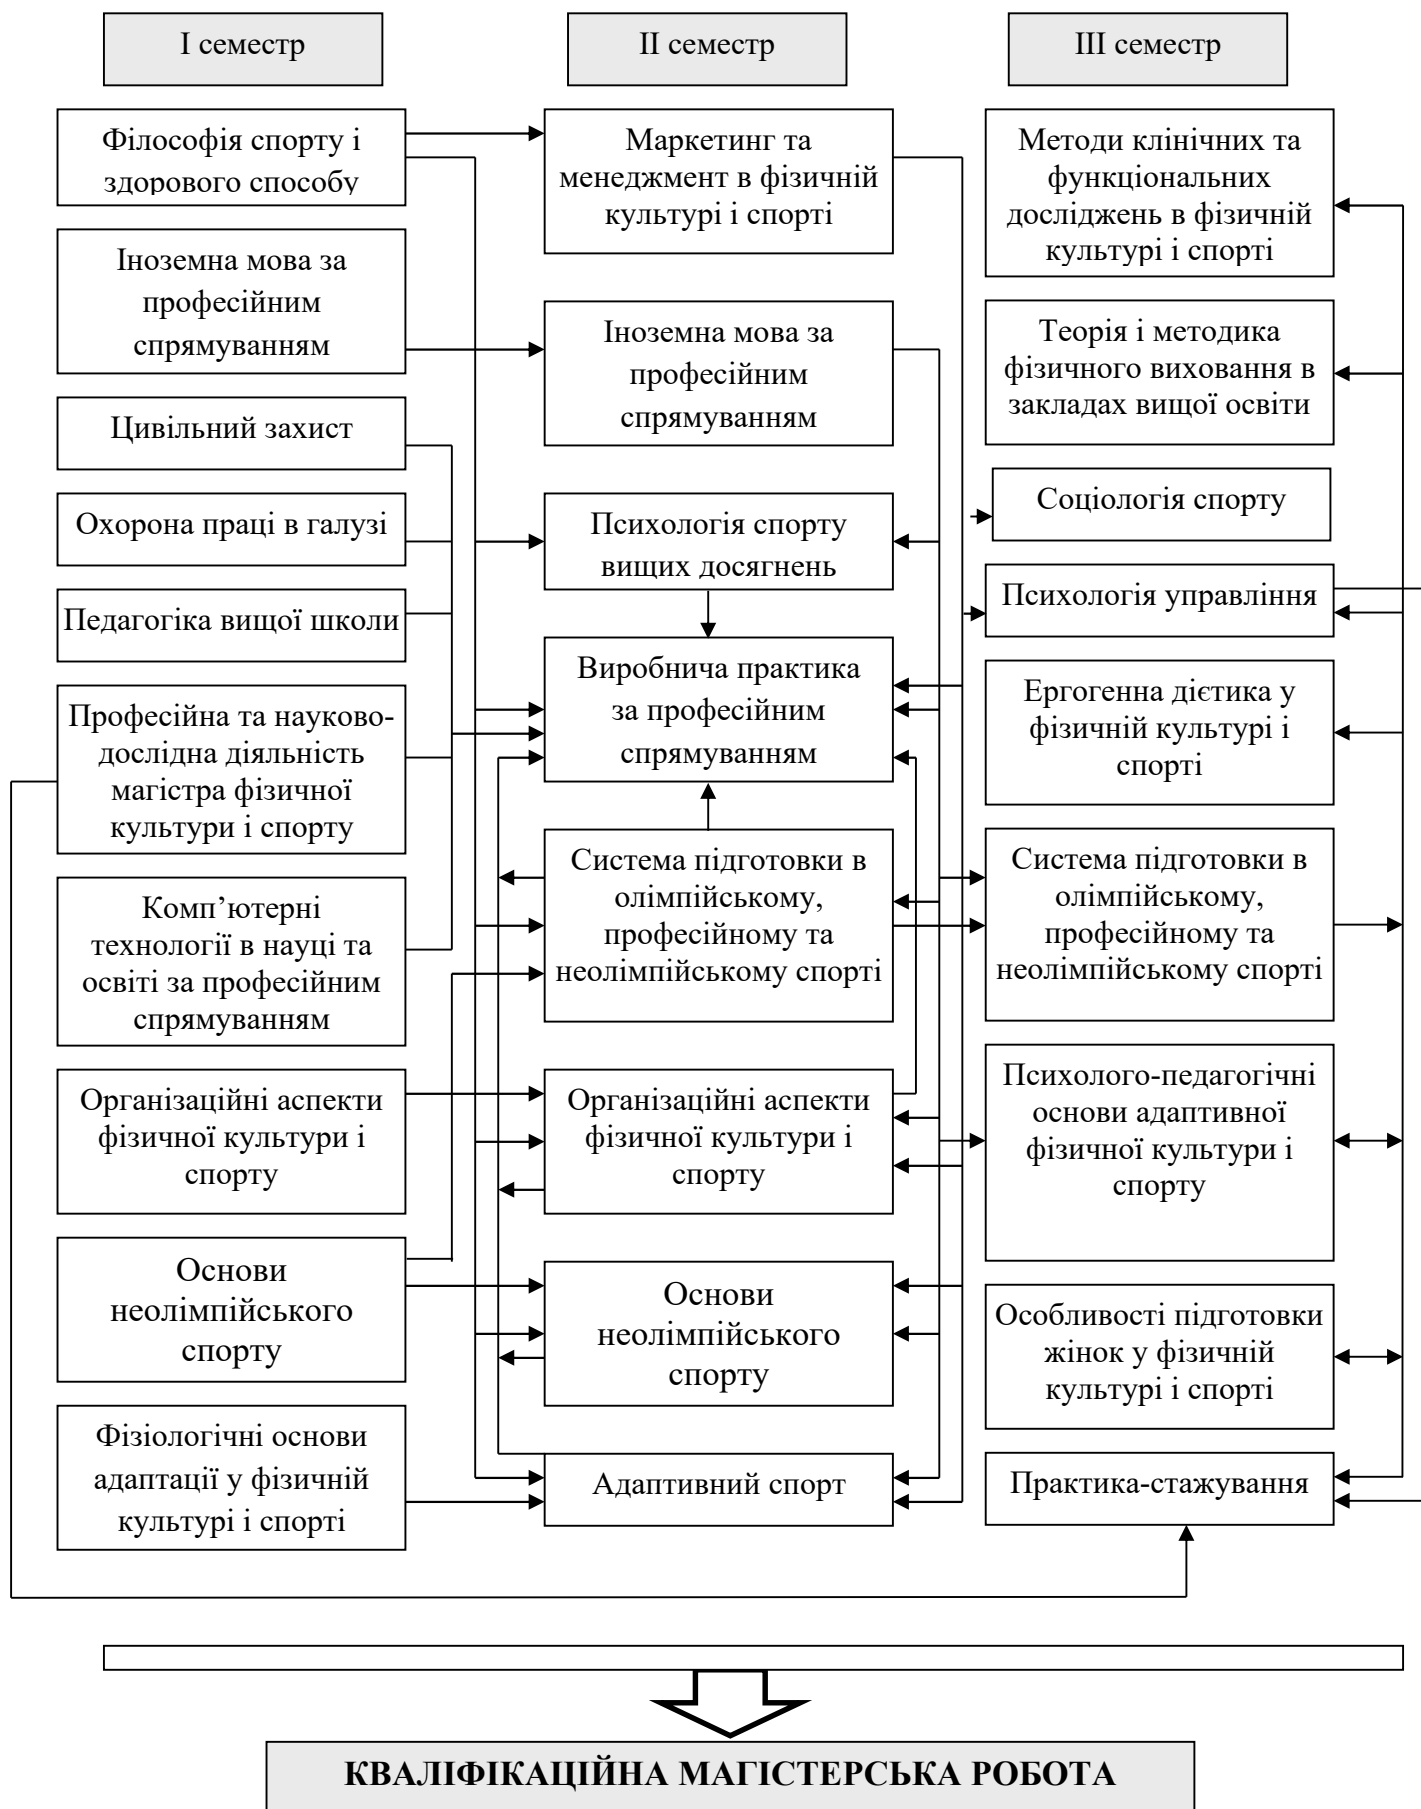 І семестр
ІІ семестр
ІІІ семестр
Філософія спорту і
здорового способу
Іноземна мова за
професійним
спрямуванням
Цивільний захист
Охорона праці в галузі
Педагогіка вищої школи
Професійна та науково-
дослідна діяльність
магістра фізичної
культури і спорту
Комп’ютерні
технології в науці та
освіті за професійним
спрямуванням
Організаційні аспекти
фізичної культури і
спорту
Основи
неолімпійського
спорту
Фізіологічні основи
адаптації у фізичній
культурі і спорті
Маркетинг та
менеджмент в фізичній
культурі і спорті
Іноземна мова за
професійним
спрямуванням
Психологія спорту
вищих досягнень
Виробнича практика
за професійним
спрямуванням
Система підготовки в
олімпійському,
професійному та
неолімпійському спорті
Організаційні аспекти
фізичної культури і
спорту
Основи
неолімпійського
спорту
Адаптивний спорт
Методи клінічних та
функціональних
досліджень в фізичній
культурі і спорті
Теорія і методика
фізичного виховання в
закладах вищої освіти
Соціологія спорту
Психологія управління
Ергогенна дієтика у
фізичній культурі і
спорті
Система підготовки в
олімпійському,
професійному та
неолімпійському спорті
Психолого-педагогічні
основи адаптивної
фізичної культури і
спорту
Особливості підготовки
жінок у фізичній
культурі і спорті
Практика-стажування
КВАЛІФІКАЦІЙНА МАГІСТЕРСЬКА РОБОТА